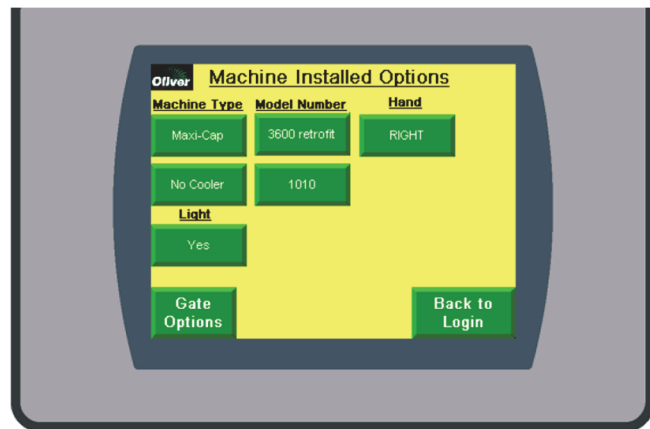 Oliver
Machine Installed Options
Machine Type Model Number Hand
Maxi-Cap 3600 retrofit RIGHT
No Cooler 1010
Light
Yes
Gate
Options
Back to
Login